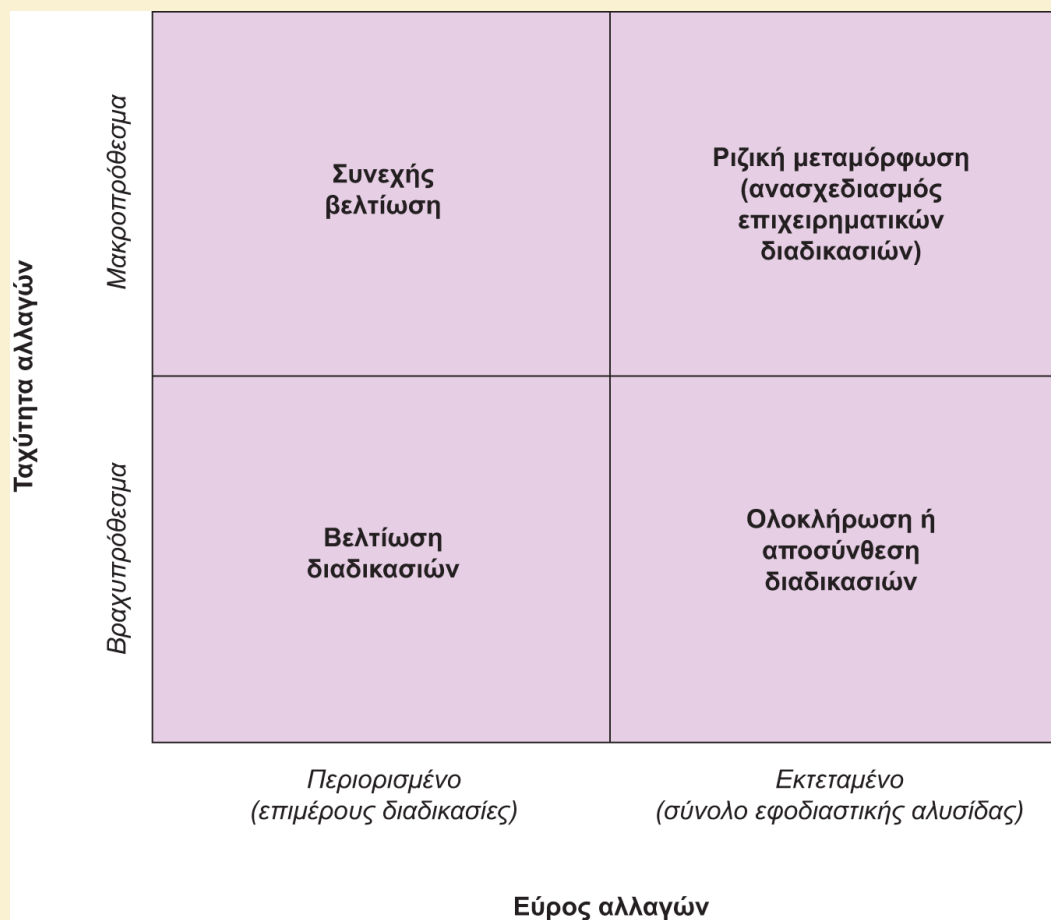 Ταχύτητα αλλαγών
Μακροπρόθεσμα
Συνεχής
βελτίωση
Ριζική μεταμόρφωση
(ανασχεδιασμός
επιχειρηματικών
διαδικασιών)
Βραχυπρόθεσμα
Βελτίωση
διαδικασιών
Ολοκλήρωση ή
αποσύνθεση
διαδικασιών
Περιορισμένο
(επιμέρους διαδικασίες)
Εκτεταμένο
(σύνολο εφοδιαστικής αλυσίδας)
Εύρος αλλαγών